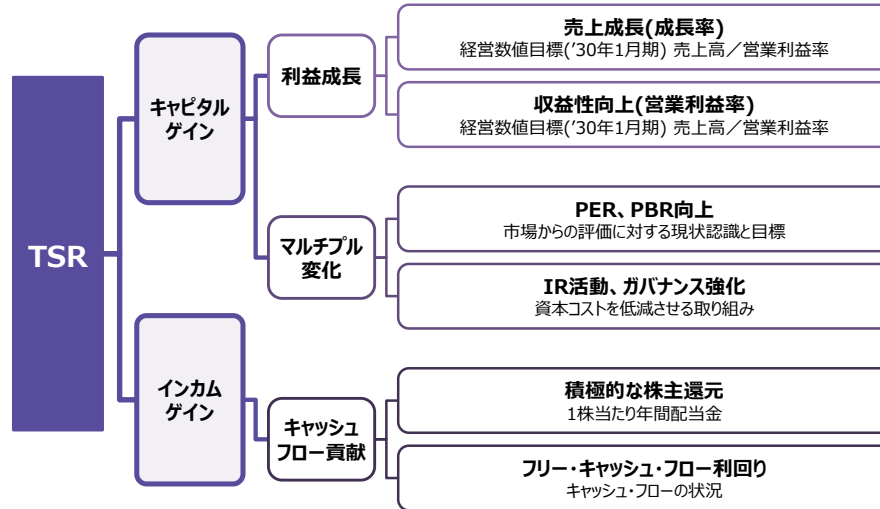 TSR
キャピタル
ゲイン
利益成長
売上成長(成長率)
経営数値目標('30年1月期) 売上高／営業利益率
収益性向上(営業利益率)
経営数値目標('30年1月期) 売上高／営業利益率
マルチプル
変化
PER、PBR向上
市場からの評価に対する現状認識と目標
IR活動、ガバナンス強化
資本コストを低減させる取り組み
インカム
ゲイン
キャッシュ
フロー貢献
積極的な株主還元
1株当たり年間配当金
フリー・キャッシュ・フロー利回り
キャッシュ・フローの状況